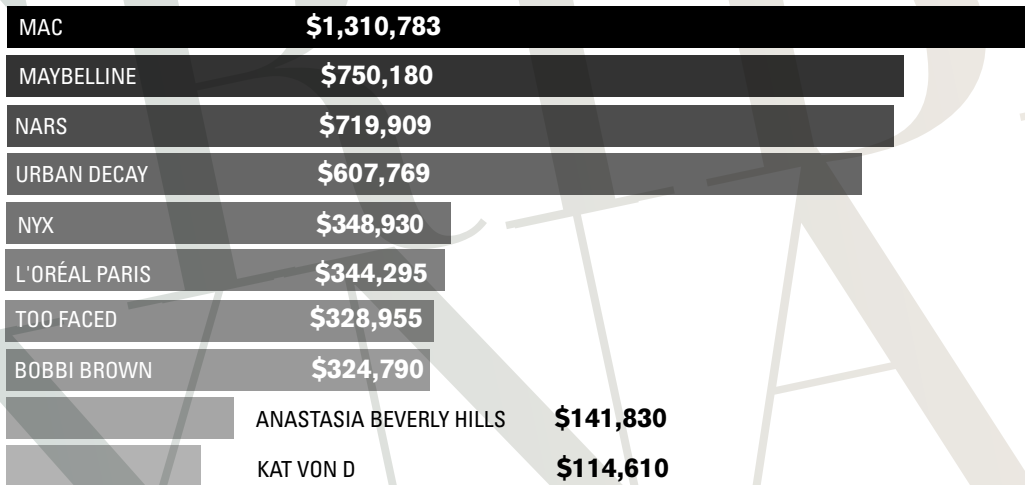 MAC $1,310,783
MAYBELLINE $750,180
NARS $719,909
URBAN DECAY $607,769
NYX $348,930
L'ORÉAL PARIS $344,295
TOO FACED $328,955
BOBBI BROWN $324,790
ANASTASIA BEVERLY HILLS $141,830
KAT VON D $114,610